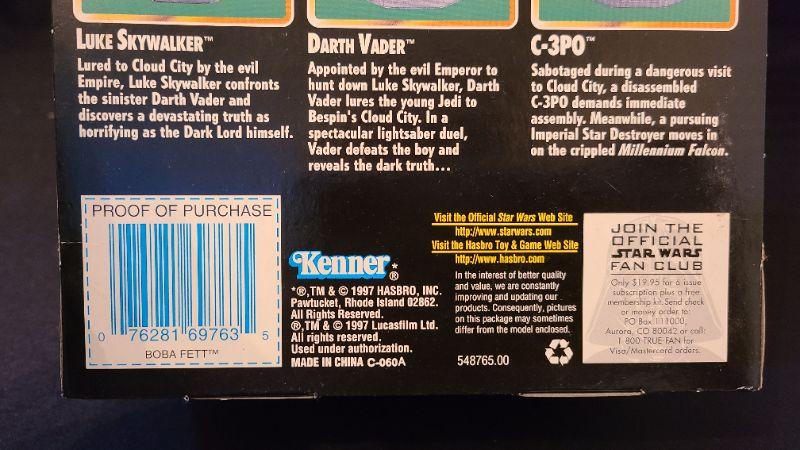 LUKE SKYWALKER™
Lured to Cloud City by the evil
Empire, Luke Skywalker confronts
the sinister Darth Vader and
discovers a devastating truth as
horrifying as the Dark Lord himself.
DARTH VADER™
Appointed by the evil Emperor to
hunt down Luke Skywalker, Darth
Vader lures the young Jedi to
Bespin's Cloud City. In a
spectacular lightsaber duel,
Vader defeats the boy and
reveals the dark truth...
C-3PO™
Sabotaged during a dangerous visit
to Cloud City, a disassembled
C-3PO demands immediate
assembly. Meanwhile, a pursuing
Imperial Star Destroyer moves in
on the crippled Millennium Falcon.
PROOF OF PURCHASE
0 76281 69763 5
BOBA FETT™
Kenner*®
*®,TM & © 1997 HASBRO, INC.
Pawtucket, Rhode Island 02862.
All Rights Reserved.
®,TM & © 1997 Lucasfilm Ltd.
All rights reserved.
Used under authorization.
MADE IN CHINA C-060A
Visit the Official Star Wars Web Site
http://www.starwars.com
Visit the Hasbro Toy & Game Web Site
http://www.hasbro.com
In the interest of better quality
and value, we are constantly
improving and updating our
products. Consequently, pictures
on this package may sometimes
differ from the model enclosed.
548765.00
JOIN THE
OFFICIAL
STAR WARS
FAN CLUB
Only $19.95 for 6 issue
subscription plus a free
membership kit. Send check
or money order to:
PO Box 111000,
Aurora, CO 80042 or call:
1-800-TRUE FAN for
Visa/Mastercard orders.